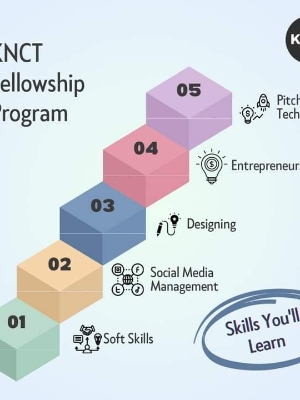 KNCT
Fellowship
Program
K
05
Pitch
Tech
04
Entrepreneurs
03
Designing
02
Social Media
Management
01
Soft Skills
Skills You'll
Learn